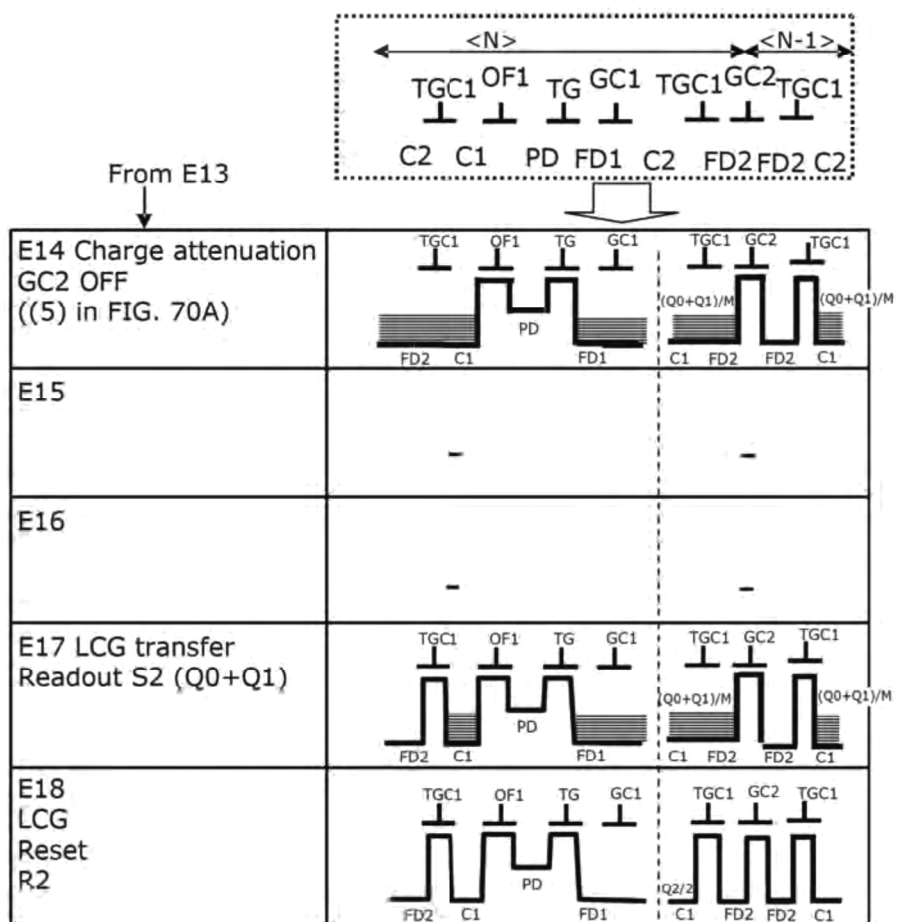 <N> <N-1>
TGC1 OF1 TG GC1 TGC1 GC2 TGC1
C2 C1 PD FD1 C2 FD2 FD2 C2
From E13
E14 Charge attenuation
GC2 OFF
((5) in FIG. 70A)
TGC1 OF1 TG GC1 TGC1 GC2 TGC1
(Q0+Q1)/M (Q0+Q1)/M
PD
FD2 C1 FD1 C1 FD2 FD2 C1
E15
- -
E16
- -
E17 LCG transfer
Readout S2 (Q0+Q1)
TGC1 OF1 TG GC1 TGC1 GC2 TGC1
(Q0+Q1)/M (Q0+Q1)/M
PD
FD2 C1 FD1 C1 FD2 FD2 C1
E18
LCG
Reset
R2
TGC1 OF1 TG GC1 TGC1 GC2 TGC1
PD Q2/2
FD2 C1 FD1 C1 FD2 FD2 C1